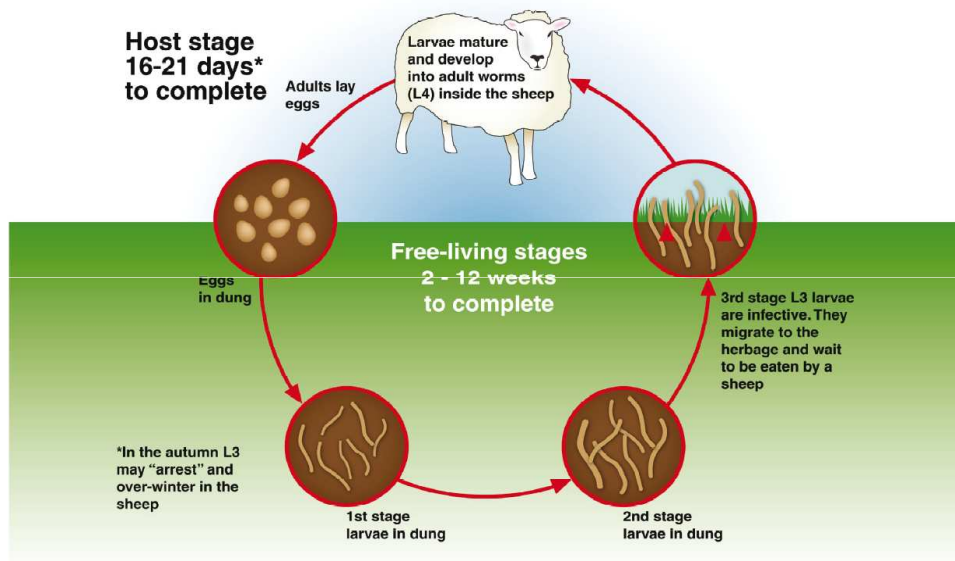 Host stage
16-21 days*
to complete
Adults lay
eggs
Larvae mature
and develop
into adult worms
(L4) inside the sheep
Free-living stages
2 - 12 weeks
to complete
Eggs
in dung
3rd stage L3 larvae
are infective. They
migrate to the
herbage and wait
to be eaten by a
sheep
*In the autumn L3
may “arrest” and
over-winter in the
sheep
1st stage
larvae in dung
2nd stage
larvae in dung